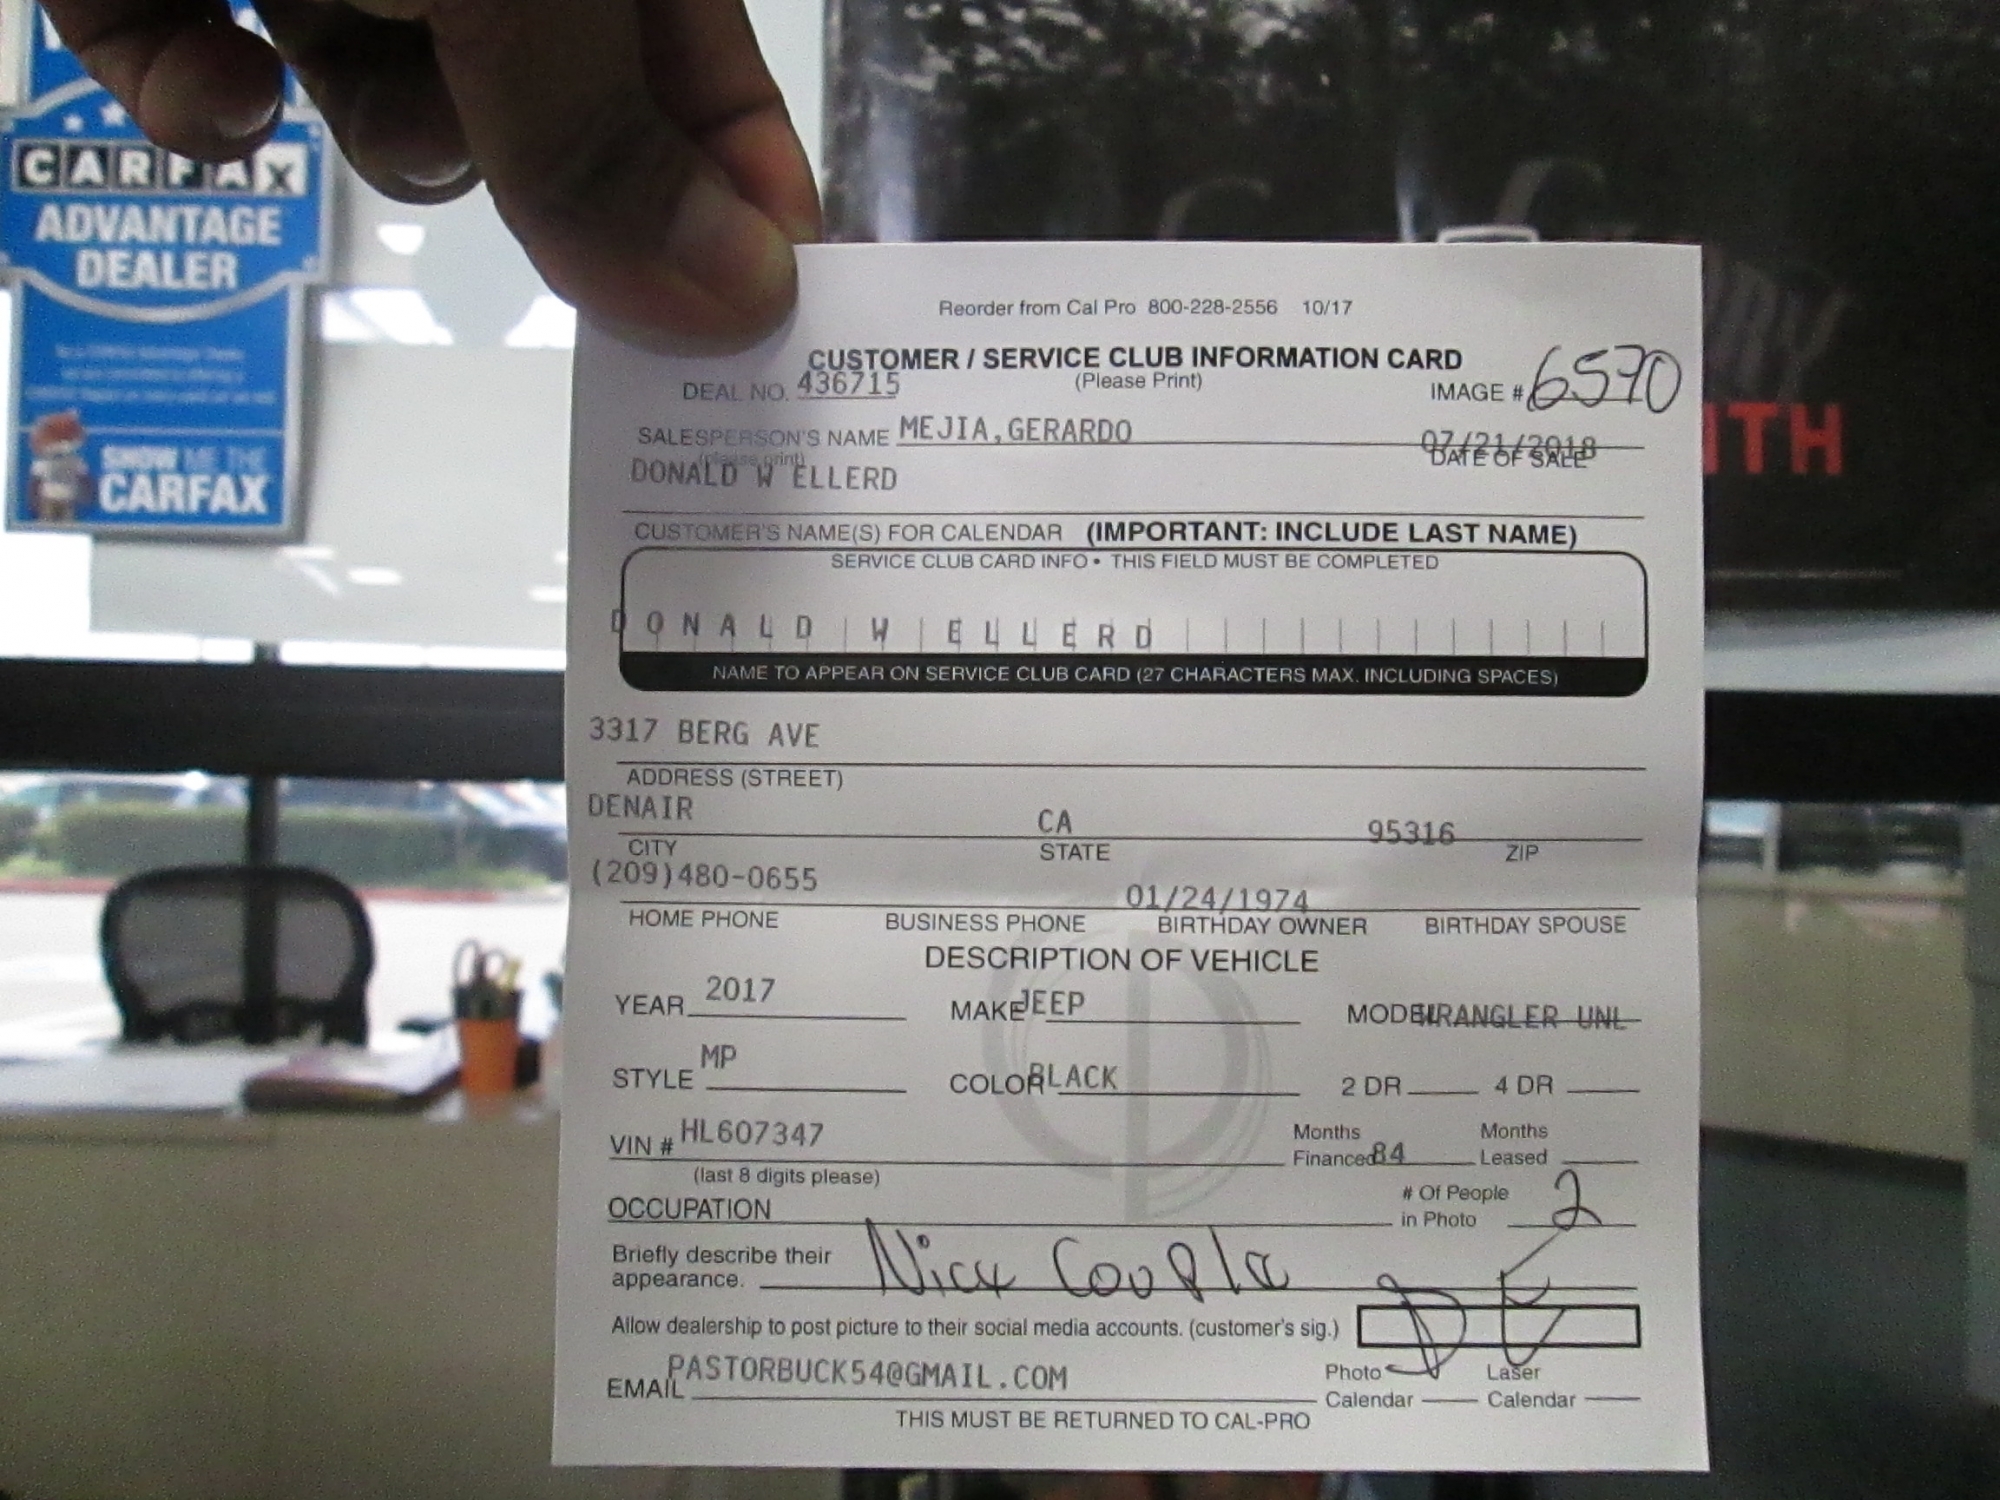 CARFAX
ADVANTAGE
DEALER
SHOW ME THE
CARFAX
ITH
Reorder from Cal Pro 800-228-2556 10/17
CUSTOMER / SERVICE CLUB INFORMATION CARD
(Please Print)
DEAL NO. 436715
IMAGE # 6570
SALESPERSON'S NAME MEJIA,GERARDO
07/21/2018
(please print)
DATE OF SALE
DONALD W ELLERD
CUSTOMER'S NAME(S) FOR CALENDAR (IMPORTANT: INCLUDE LAST NAME)
SERVICE CLUB CARD INFO • THIS FIELD MUST BE COMPLETED
DONALD W ELLERD
NAME TO APPEAR ON SERVICE CLUB CARD (27 CHARACTERS MAX. INCLUDING SPACES)
3317 BERG AVE
ADDRESS (STREET)
DENAIR CA 95316
CITY STATE ZIP
(209)480-0655 01/24/1974
HOME PHONE BUSINESS PHONE BIRTHDAY OWNER BIRTHDAY SPOUSE
DESCRIPTION OF VEHICLE
YEAR 2017 MAKE JEEP MODEL WRANGLER UNL
STYLE MP COLOR BLACK 2 DR 4 DR
VIN # HL607347
(last 8 digits please)
Months Financed 84
Months Leased
OCCUPATION
# Of People
in Photo 2
Briefly describe their
appearance. Nicx Coupla
Allow dealership to post picture to their social media accounts. (customer's sig.)
EMAIL PASTORBUCK54@GMAIL.COM
Photo Calendar
Laser Calendar
THIS MUST BE RETURNED TO CAL-PRO